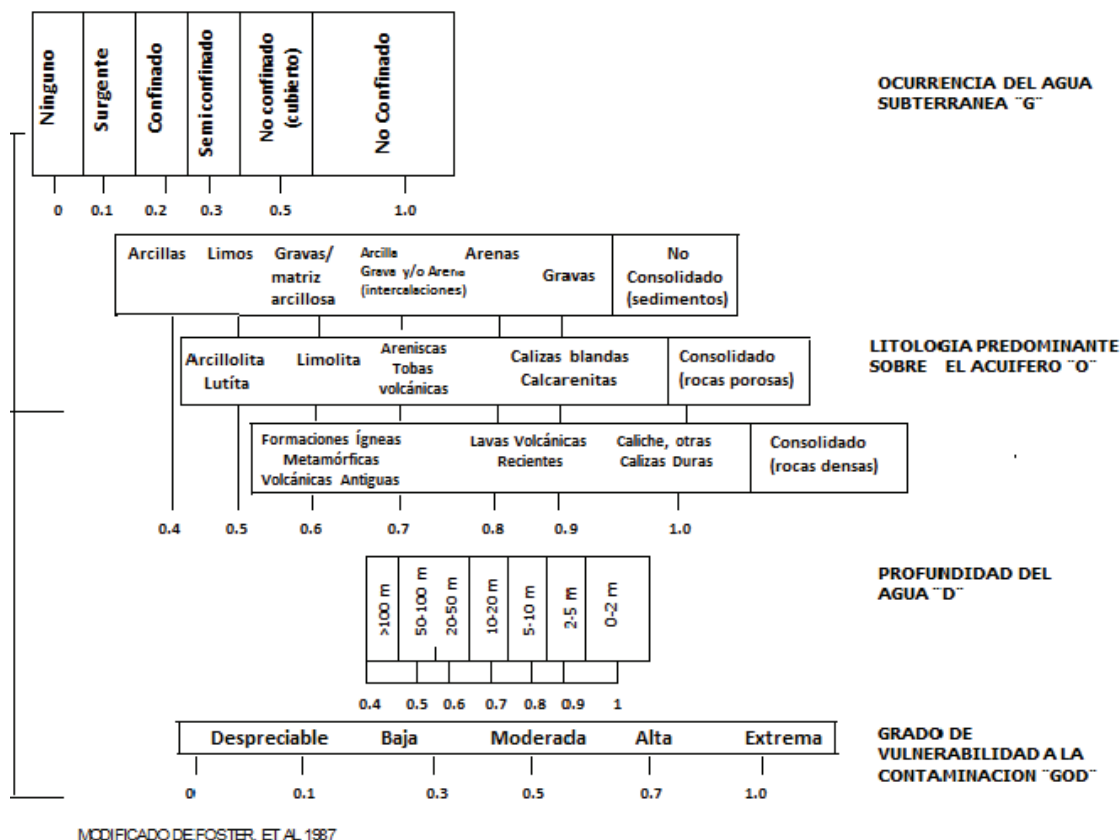 Ninguno
Surgente
Confinado
Semiconfinado
No confinado
(cubierto)
No Confinado
OCURRENCIA DEL AGUA
SUBTERRANEA ¨G¨
0 0.1 0.2 0.3 0.5 1.0
Arcillas
Limos
Gravas/
matriz
arcillosa
Arcilla
Grava y/o Arena
(intercalaciones)
Arenas
Gravas
No
Consolidado
(sedimentos)
Arcillolita
Lutíta
Limolita
Areniscas
Tobas
volcánicas
Calizas blandas
Calcarenitas
Consolidado
(rocas porosas)
LITOLOGIA PREDOMINANTE
SOBRE EL ACUIFERO ¨O¨
Formaciones Ígneas
Metamórficas
Volcánicas Antiguas
Lavas Volcánicas
Recientes
Caliche, otras
Calizas Duras
Consolidado
(rocas densas)
0.4 0.5 0.6 0.7 0.8 0.9 1.0
>100 m
50-100 m
20-50 m
10-20 m
5-10 m
2-5 m
0-2 m
PROFUNDIDAD DEL
AGUA ¨D¨
0.4 0.5 0.6 0.7 0.8 0.9 1
Despreciable Baja Moderada Alta Extrema
GRADO DE
VULNERABILIDAD A LA
CONTAMINACION ¨GOD¨
0 0.1 0.3 0.5 0.7 1.0
MODIFICADO DE FOSTER, ET AL 1987